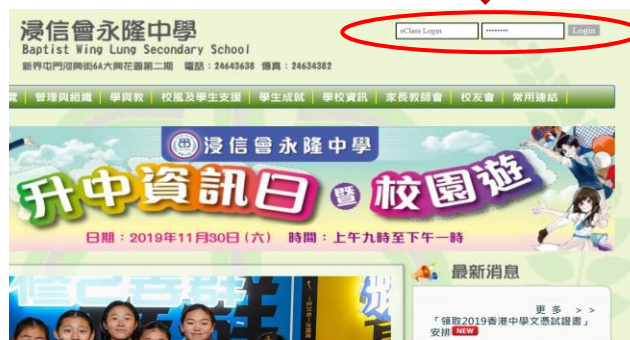 浸信會永隆中學
Baptist Wing Lung Secondary School
新界屯門河興街6A大興花園第二期 電話：24643638 傳真：24634382
eClass Login ******** Login
管理與組織 | 學與教 | 校風及學生支援 | 學生成就 | 學校資訊 | 家長教師會 | 校友會 | 常用連結
浸信會永隆中學
升中資訊日暨校園遊
日期：2019年11月30日（六） 時間：上午九時至下午一時
最新消息
更多 >>
「領取2019香港中學文憑試證書」
安排 NEW